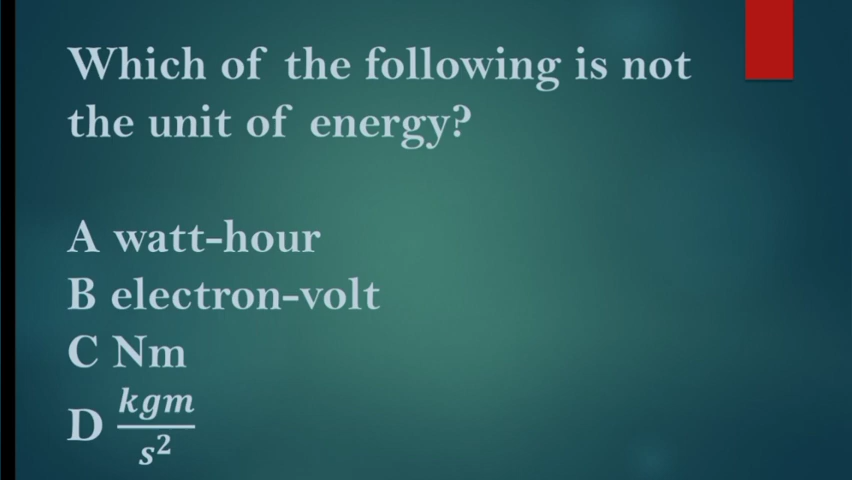 Which of the following is not
the unit of energy?
A watt-hour
B electron-volt
C Nm
D kgm/s²